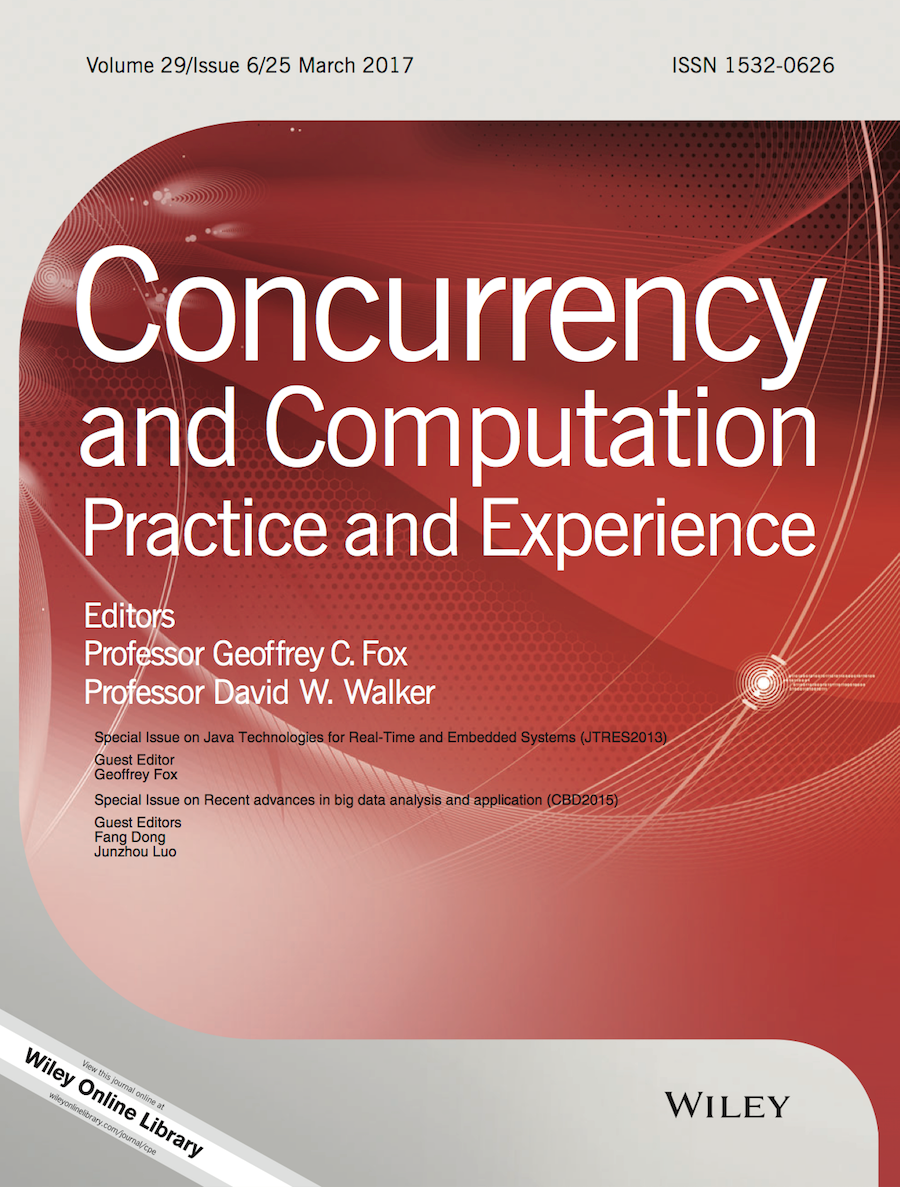 Volume 29/Issue 6/25 March 2017
ISSN 1532-0626
Concurrency
and Computation
Practice and Experience
Editors
Professor Geoffrey C. Fox
Professor David W. Walker
Special Issue on Java Technologies for Real-Time and Embedded Systems (JTRES2013)
Guest Editor
Geoffrey Fox
Special Issue on Recent advances in big data analysis and application (CBD2015)
Guest Editors
Fang Dong
Junzhou Luo
View this journal online at
Wiley Online Library
wileyonlinelibrary.com/journal/cpe
WILEY